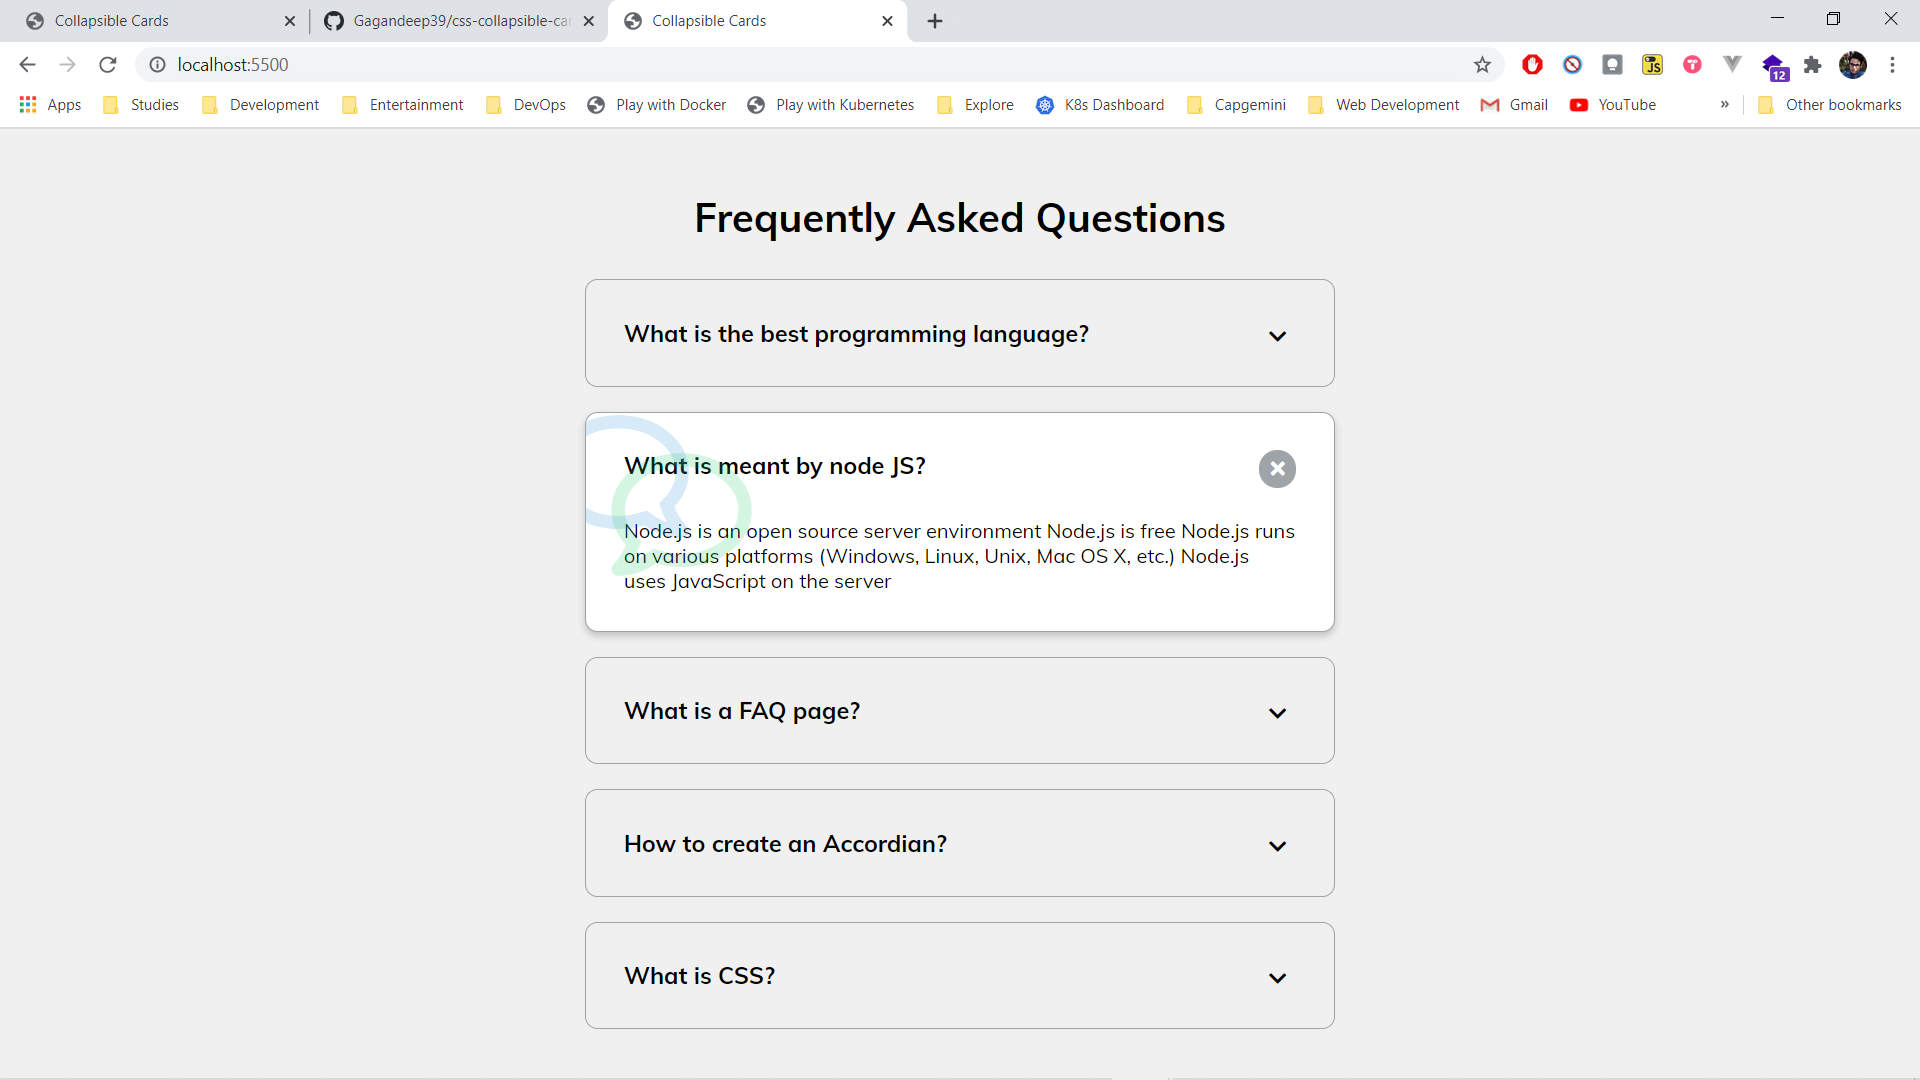 Collapsible Cards
Gagandeep39/css-collapsible-car
Collapsible Cards
localhost:5500
JS
12
Apps
Studies
Development
Entertainment
DevOps
Play with Docker
Play with Kubernetes
Explore
K8s Dashboard
Capgemini
Web Development
Gmail
YouTube
»
Other bookmarks
Frequently Asked Questions
What is the best programming language?
What is meant by node JS?
Node.js is an open source server environment Node.js is free Node.js runs
on various platforms (Windows, Linux, Unix, Mac OS X, etc.) Node.js
uses JavaScript on the server
What is a FAQ page?
How to create an Accordian?
What is CSS?